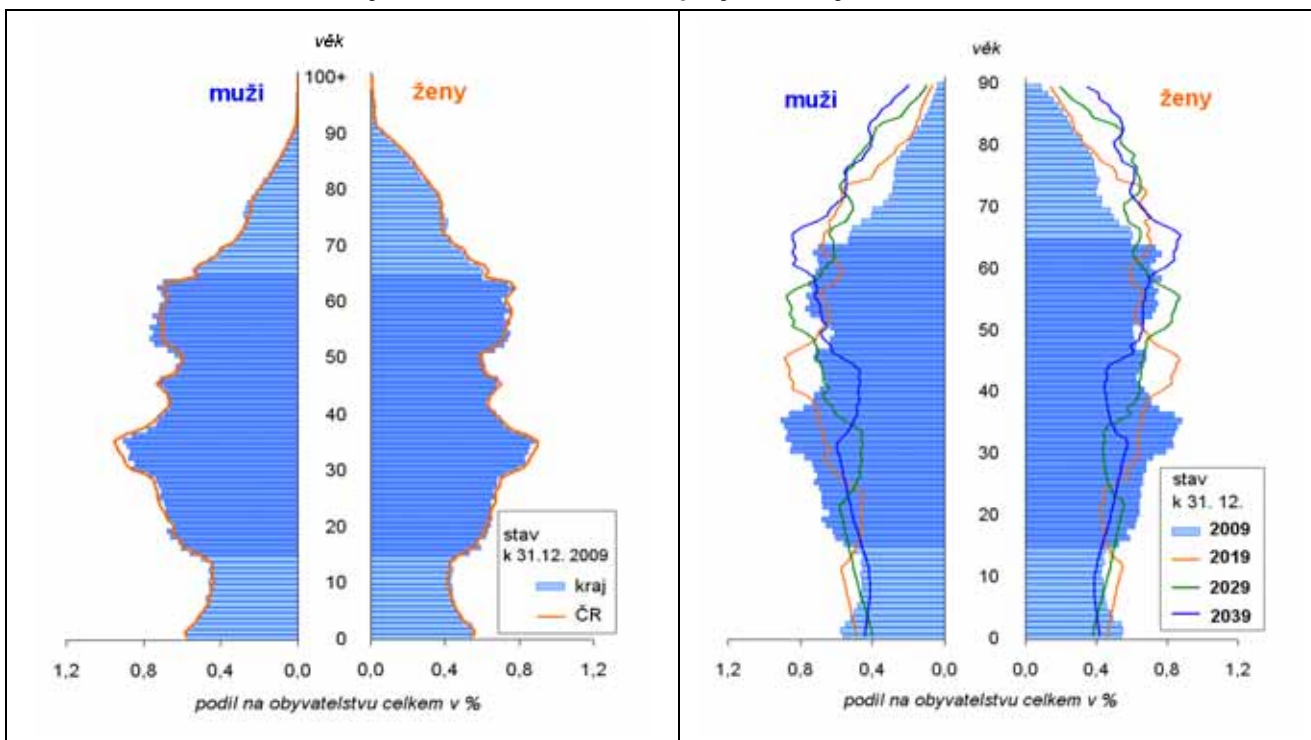 věk
muži
ženy
100+
90
80
70
60
50
40
30
20
10
0
stav
k 31.12. 2009
kraj
ČR
1,2 0,8 0,4 0,0 0,0 0,4 0,8 1,2
podíl na obyvatelstvu celkem v %
věk
muži
ženy
90
80
70
60
50
40
30
20
10
0
stav
k 31. 12.
2009
2019
2029
2039
1,2 0,8 0,4 0,0 0,0 0,4 0,8 1,2
podíl na obyvatelstvu celkem v %